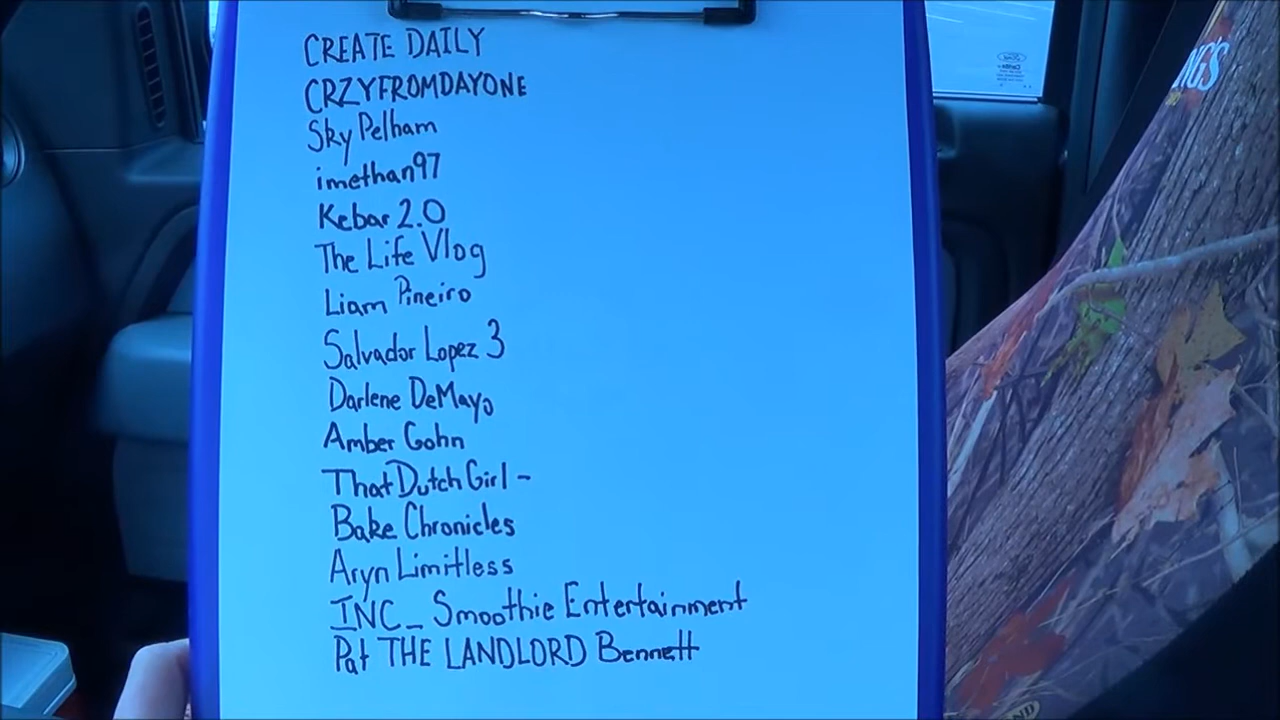 CREATE DAILY
CRZYFROMDAYONE
Sky Pelham
imethan97
Kebar 2.0
The Life Vlog
Liam Pineiro
Salvador Lopez 3
Darlene DeMayo
Amber Gohn
ThatDutchGirl -
Bake Chronicles
Aryn Limitless
INC_ Smoothie Entertainment
Pat THE LANDLORD Bennett